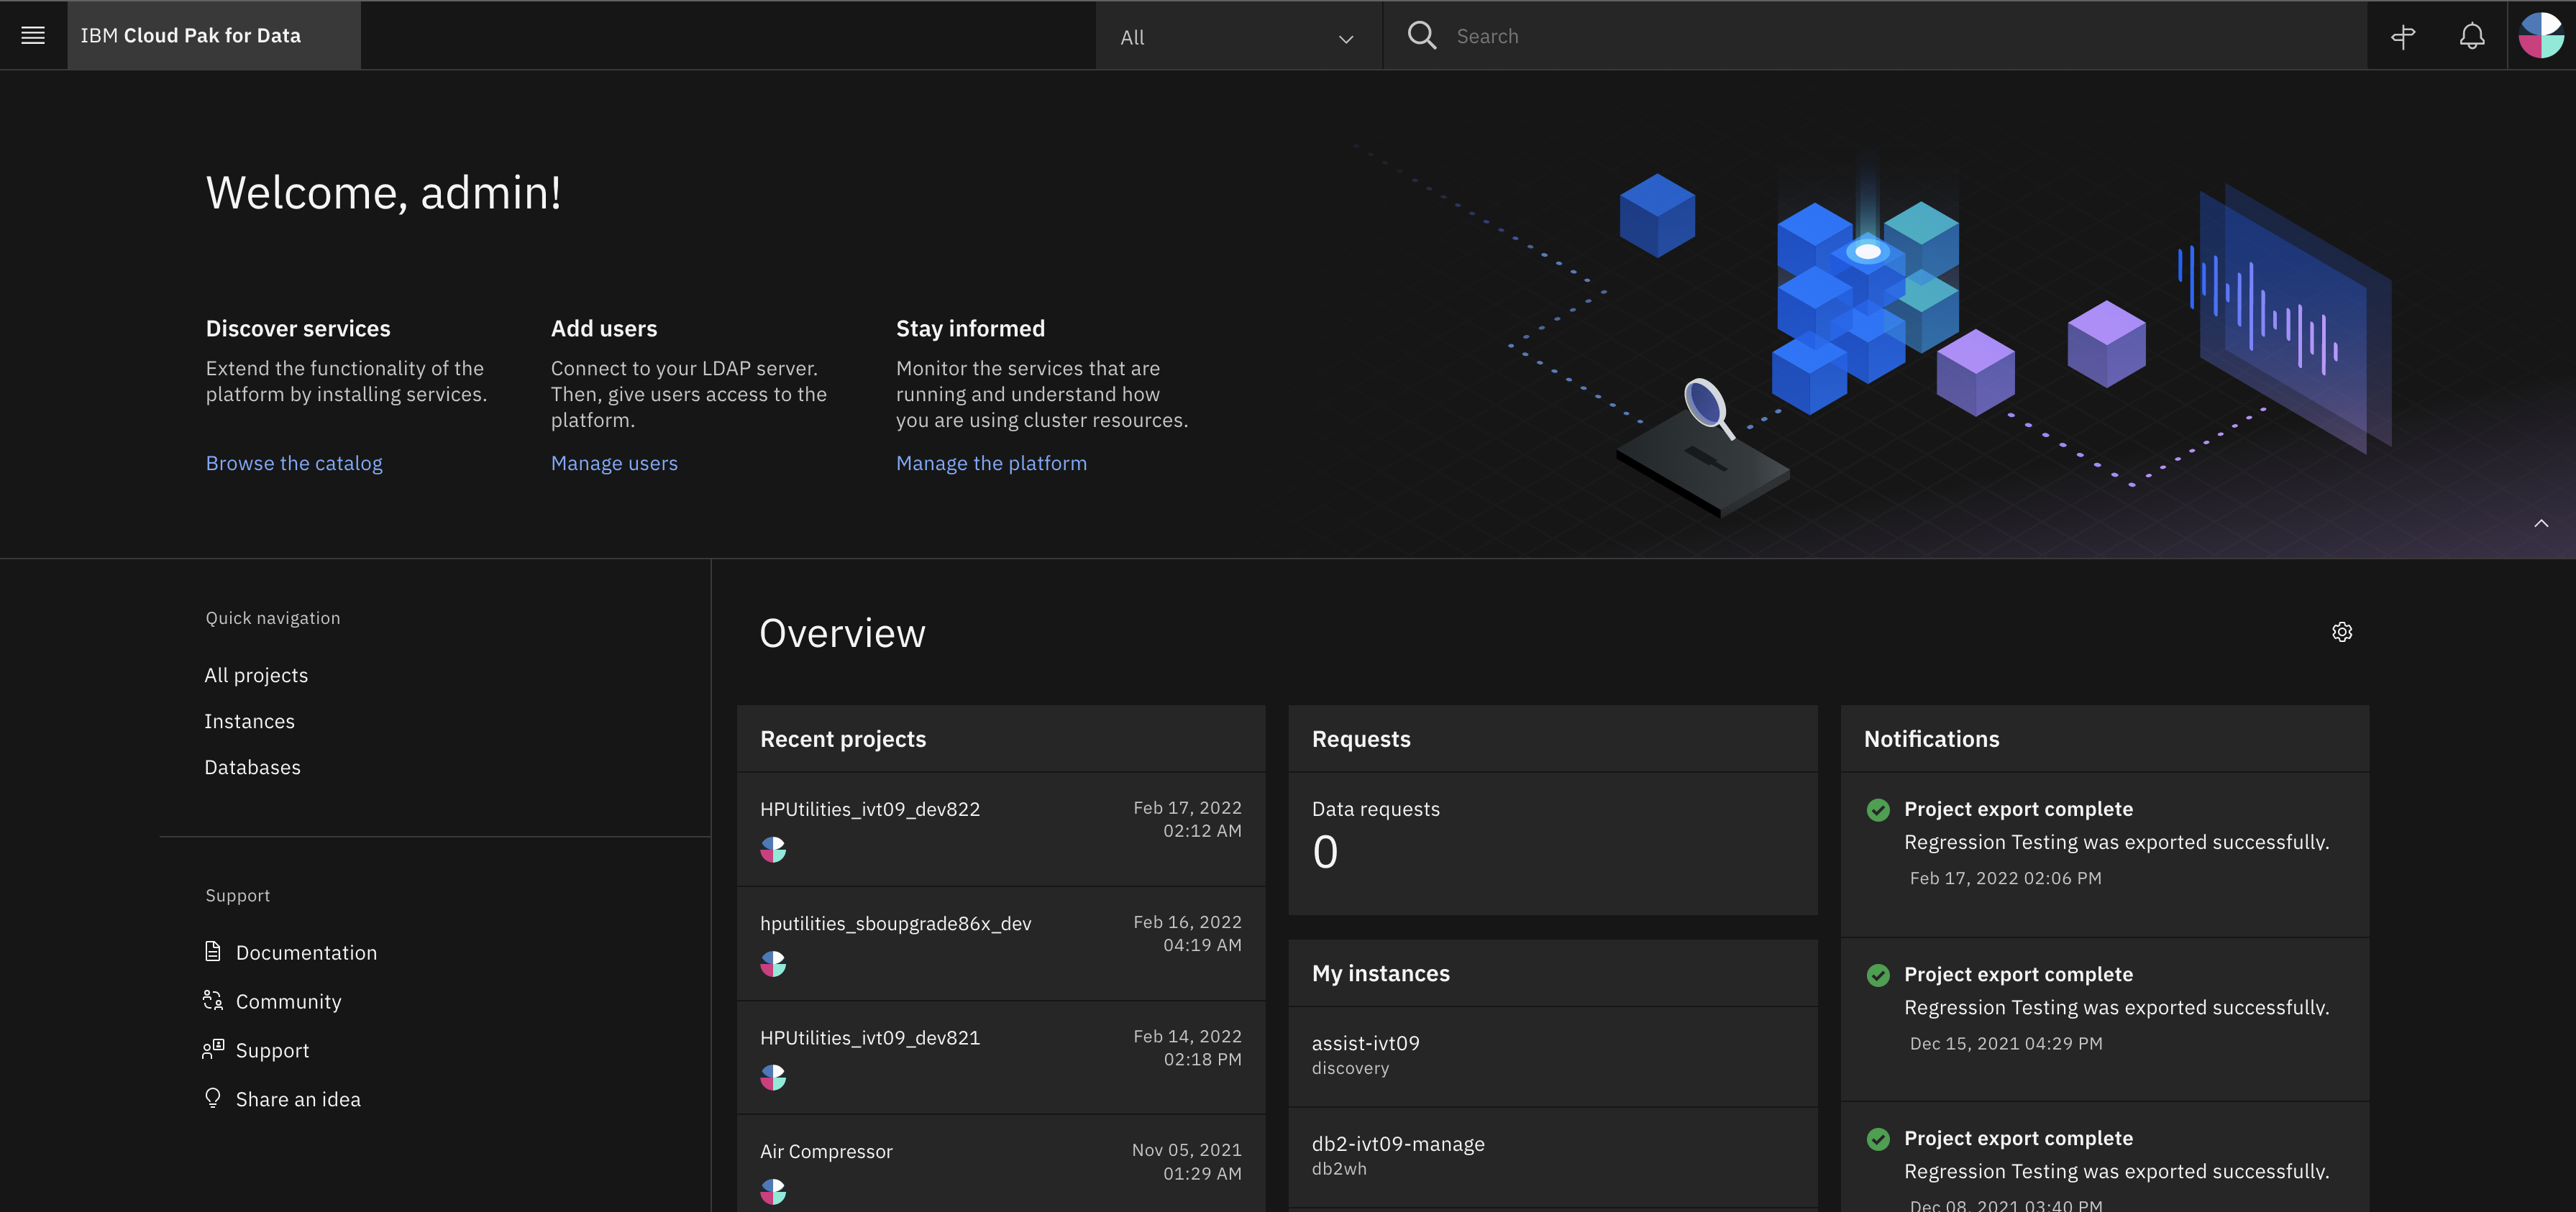 IBM Cloud Pak for Data
All
Search
Welcome, admin!
Discover services
Extend the functionality of the
platform by installing services.
Browse the catalog
Add users
Connect to your LDAP server.
Then, give users access to the
platform.
Manage users
Stay informed
Monitor the services that are
running and understand how
you are using cluster resources.
Manage the platform
Quick navigation
All projects
Instances
Databases
Support
Documentation
Community
Support
Share an idea
Overview
Recent projects
HPUtilities_ivt09_dev822
Feb 17, 2022
02:12 AM
hputilities_sboupgrade86x_dev
Feb 16, 2022
04:19 AM
HPUtilities_ivt09_dev821
Feb 14, 2022
02:18 PM
Air Compressor
Nov 05, 2021
01:29 AM
Requests
Data requests
0
My instances
assist-ivt09
discovery
db2-ivt09-manage
db2wh
Notifications
Project export complete
Regression Testing was exported successfully.
Feb 17, 2022 02:06 PM
Project export complete
Regression Testing was exported successfully.
Dec 15, 2021 04:29 PM
Project export complete
Regression Testing was exported successfully.
Dec 08, 2021 03:40 PM